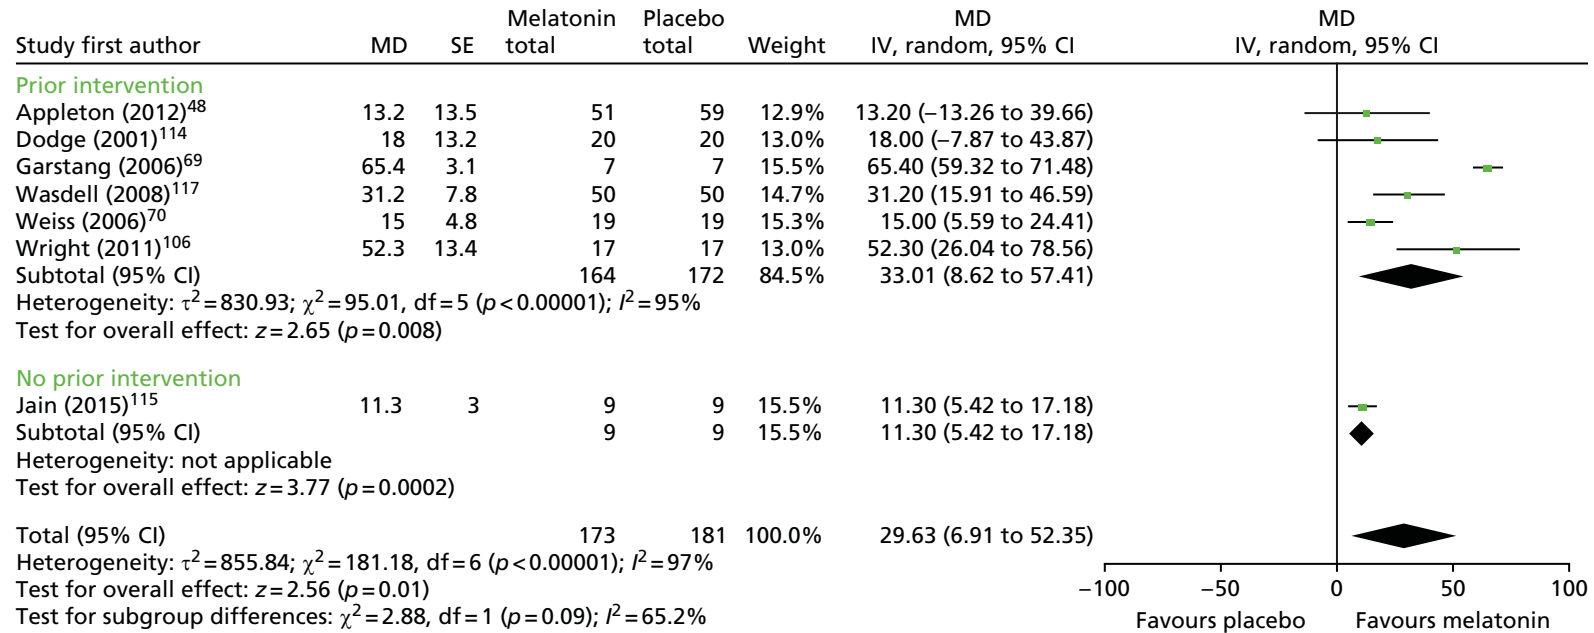 Study first author MD SE Melatonin total Placebo total Weight MD IV, random, 95% CI MD IV, random, 95% CI
Prior intervention
Appleton (2012)48 13.2 13.5 51 59 12.9% 13.20 (−13.26 to 39.66)
Dodge (2001)114 18 13.2 20 20 13.0% 18.00 (−7.87 to 43.87)
Garstang (2006)69 65.4 3.1 7 7 15.5% 65.40 (59.32 to 71.48)
Wasdell (2008)117 31.2 7.8 50 50 14.7% 31.20 (15.91 to 46.59)
Weiss (2006)70 15 4.8 19 19 15.3% 15.00 (5.59 to 24.41)
Wright (2011)106 52.3 13.4 17 17 13.0% 52.30 (26.04 to 78.56)
Subtotal (95% CI) 164 172 84.5% 33.01 (8.62 to 57.41)
Heterogeneity: τ²=830.93; χ²=95.01, df=5 (p<0.00001); I²=95%
Test for overall effect: z=2.65 (p=0.008)
No prior intervention
Jain (2015)115 11.3 3 9 9 15.5% 11.30 (5.42 to 17.18)
Subtotal (95% CI) 9 9 15.5% 11.30 (5.42 to 17.18)
Heterogeneity: not applicable
Test for overall effect: z=3.77 (p=0.0002)
Total (95% CI) 173 181 100.0% 29.63 (6.91 to 52.35)
Heterogeneity: τ²=855.84; χ²=181.18, df=6 (p<0.00001); I²=97%
Test for overall effect: z=2.56 (p=0.01)
Test for subgroup differences: χ²=2.88, df=1 (p=0.09); I²=65.2%
−100 −50 0 50 100
Favours placebo Favours melatonin